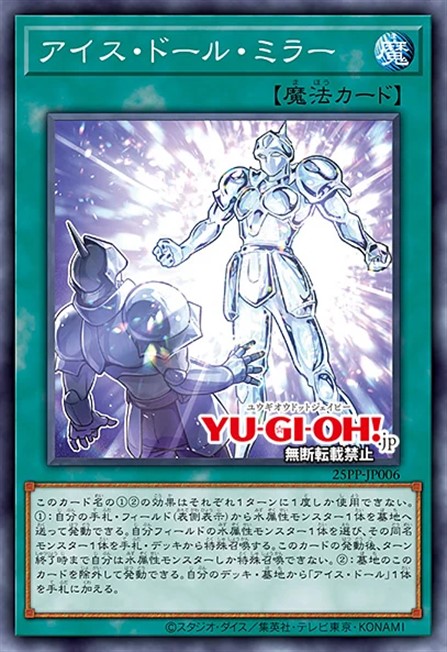 アイス・ドール・ミラー
魔
【魔法カード】
ユウギオウドットジェイピー
YU-GI-OH!.jp
無断転載禁止
25PP-JP006
このカード名の①②の効果はそれぞれ1ターンに1度しか使用できない。
①：自分の手札・フィールド（表側表示）から水属性モンスター1体を墓地へ
送って発動できる。自分フィールドの水属性モンスター1体を選び、その同名
モンスター1体を手札・デッキから特殊召喚する。このカードの発動後、ターン
終了時まで自分は水属性モンスターしか特殊召喚できない。②：墓地のこの
カードを除外して発動できる。自分のデッキ・墓地から「アイス・ドール」1体
を手札に加える。
©スタジオ・ダイス／集英社・テレビ東京・KONAMI